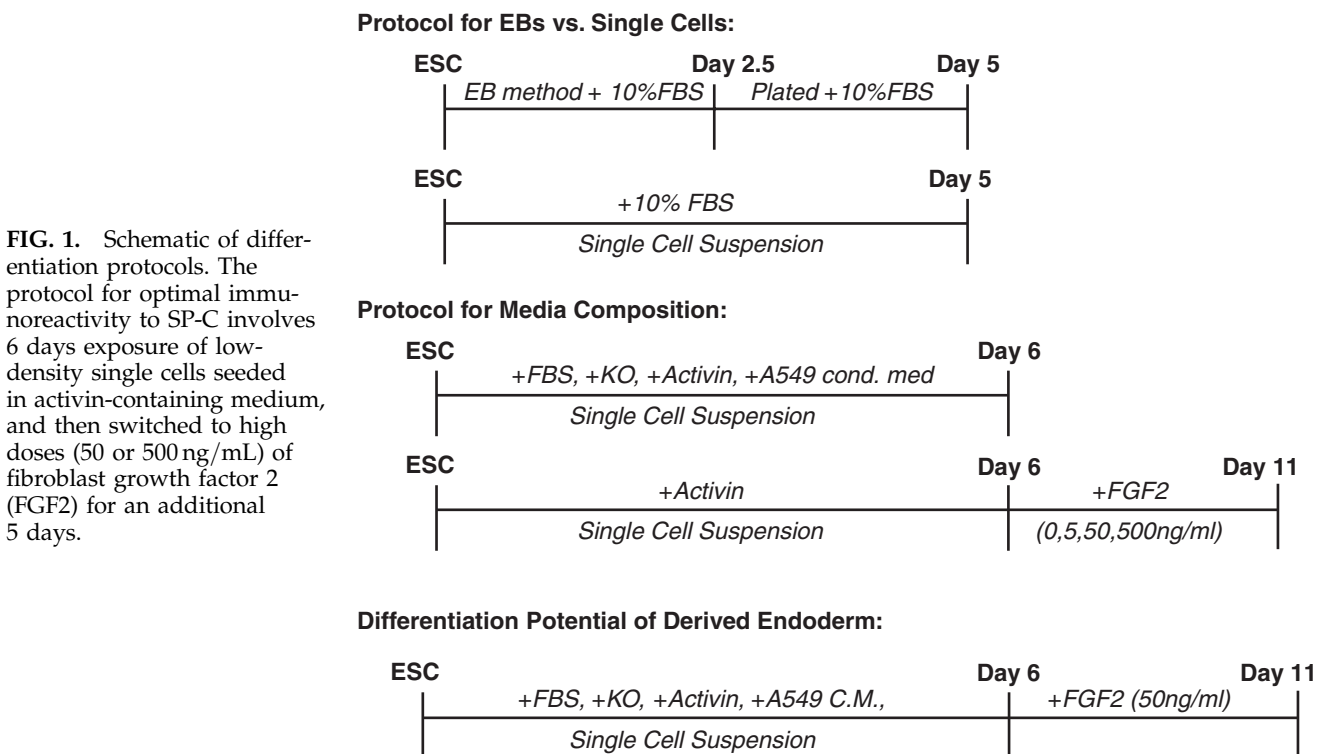 FIG. 1. Schematic of differ-
entiation protocols. The
protocol for optimal immu-
noreactivity to SP-C involves
6 days exposure of low-
density single cells seeded
in activin-containing medium,
and then switched to high
doses (50 or 500 ng/mL) of
fibroblast growth factor 2
(FGF2) for an additional
5 days.
Protocol for EBs vs. Single Cells:
ESC Day 2.5 Day 5
EB method + 10%FBS Plated +10%FBS
ESC Day 5
+10% FBS
Single Cell Suspension
Protocol for Media Composition:
ESC Day 6
+FBS, +KO, +Activin, +A549 cond. med
Single Cell Suspension
ESC Day 6 Day 11
+Activin +FGF2
Single Cell Suspension (0,5,50,500ng/ml)
Differentiation Potential of Derived Endoderm:
ESC Day 6 Day 11
+FBS, +KO, +Activin, +A549 C.M., +FGF2 (50ng/ml)
Single Cell Suspension